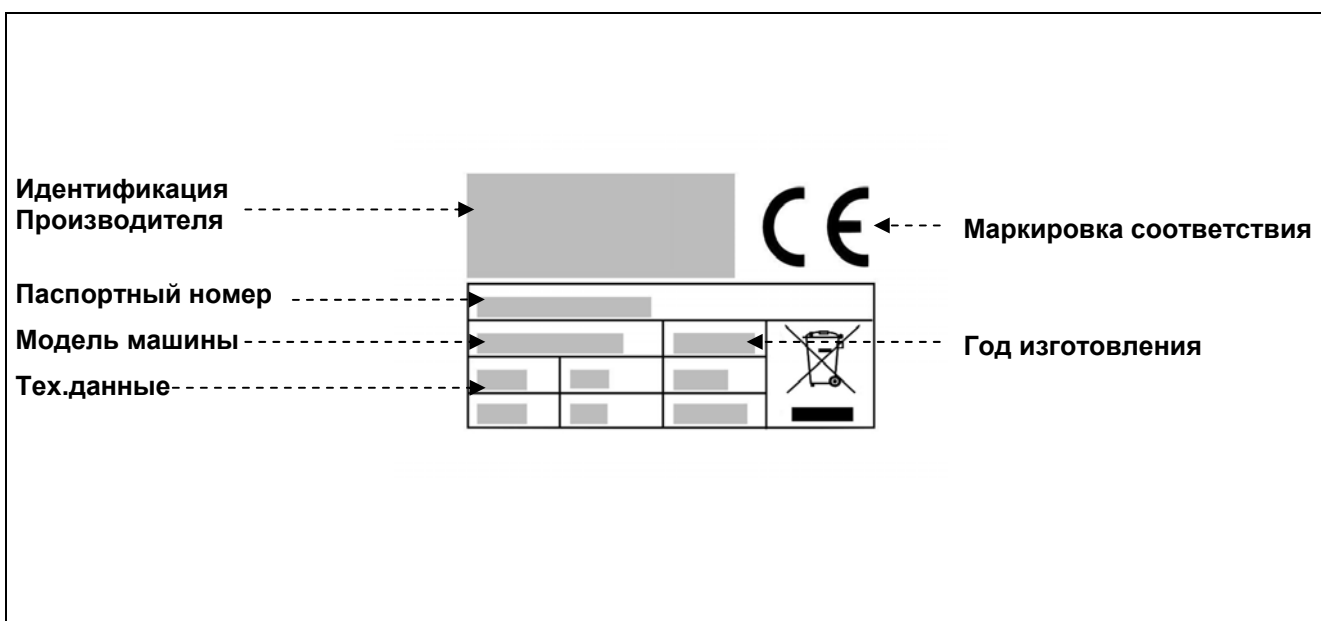 Идентификация
Производителя
CE
Маркировка соответствия
Паспортный номер
Модель машины
Год изготовления
Тех.данные